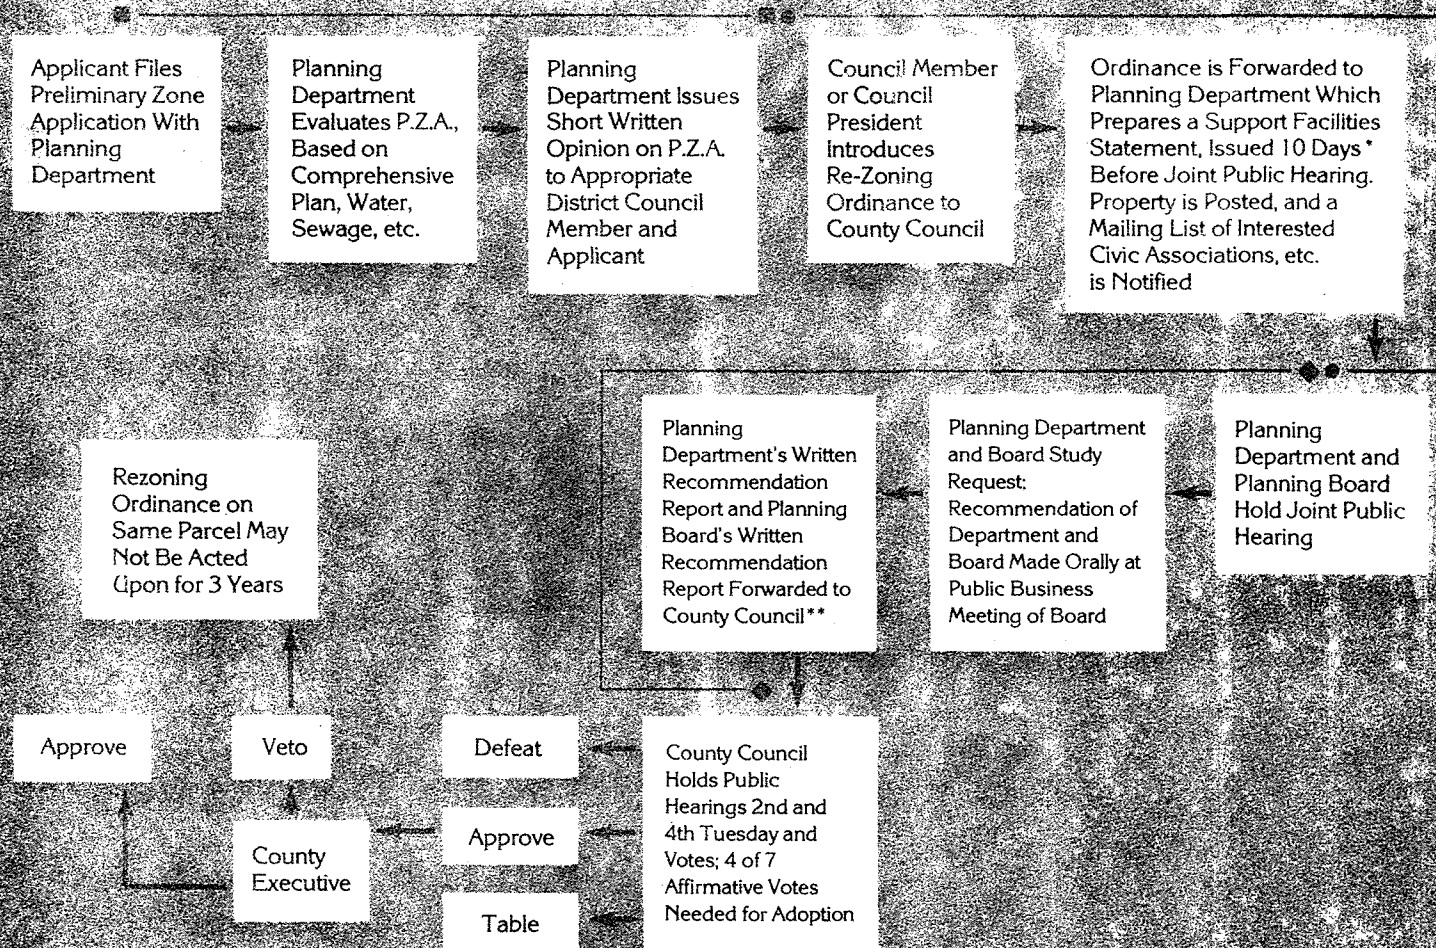 Applicant Files
Preliminary Zone
Application With
Planning
Department
Planning
Department
Evaluates P.Z.A.,
Based on
Comprehensive
Plan, Water,
Sewage, etc.
Planning
Department Issues
Short Written
Opinion on P.Z.A.
to Appropriate
District Council
Member and
Applicant
Council Member
or Council
President
Introduces
Re-Zoning
Ordinance to
County Council
Ordinance is Forwarded to
Planning Department Which
Prepares a Support Facilities
Statement, Issued 10 Days*
Before Joint Public Hearing.
Property is Posted, and a
Mailing List of Interested
Civic Associations, etc.
is Notified
Planning
Department and
Planning Board
Hold Joint Public
Hearing
Planning Department
and Board Study
Request:
Recommendation of
Department and
Board Made Orally at
Public Business
Meeting of Board
Planning
Department's Written
Recommendation
Report and Planning
Board's Written
Recommendation
Report Forwarded to
County Council**
County Council
Holds Public
Hearings 2nd and
4th Tuesday and
Votes; 4 of 7
Affirmative Votes
Needed for Adoption
Defeat
Approve
Table
County
Executive
Approve
Veto
Rezoning
Ordinance on
Same Parcel May
Not Be Acted
Upon for 3 Years